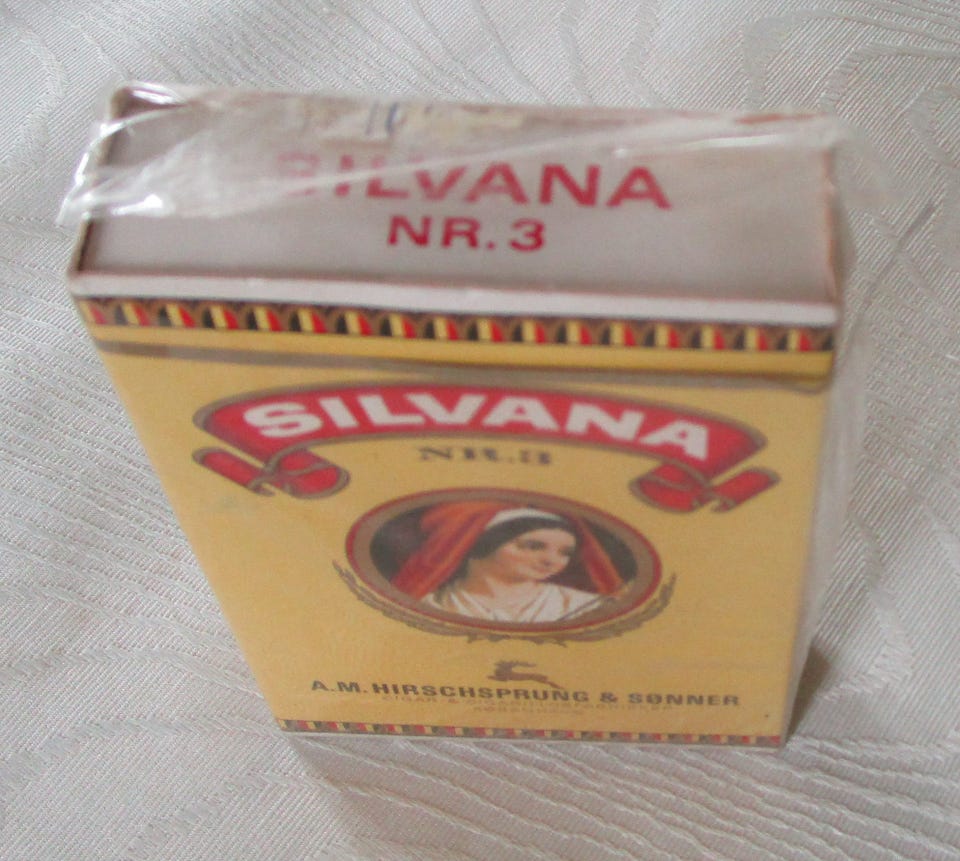 SILVANA
NR. 3
SILVANA
NR.3
A.M. HIRSCHSPRUNG & SØNNER